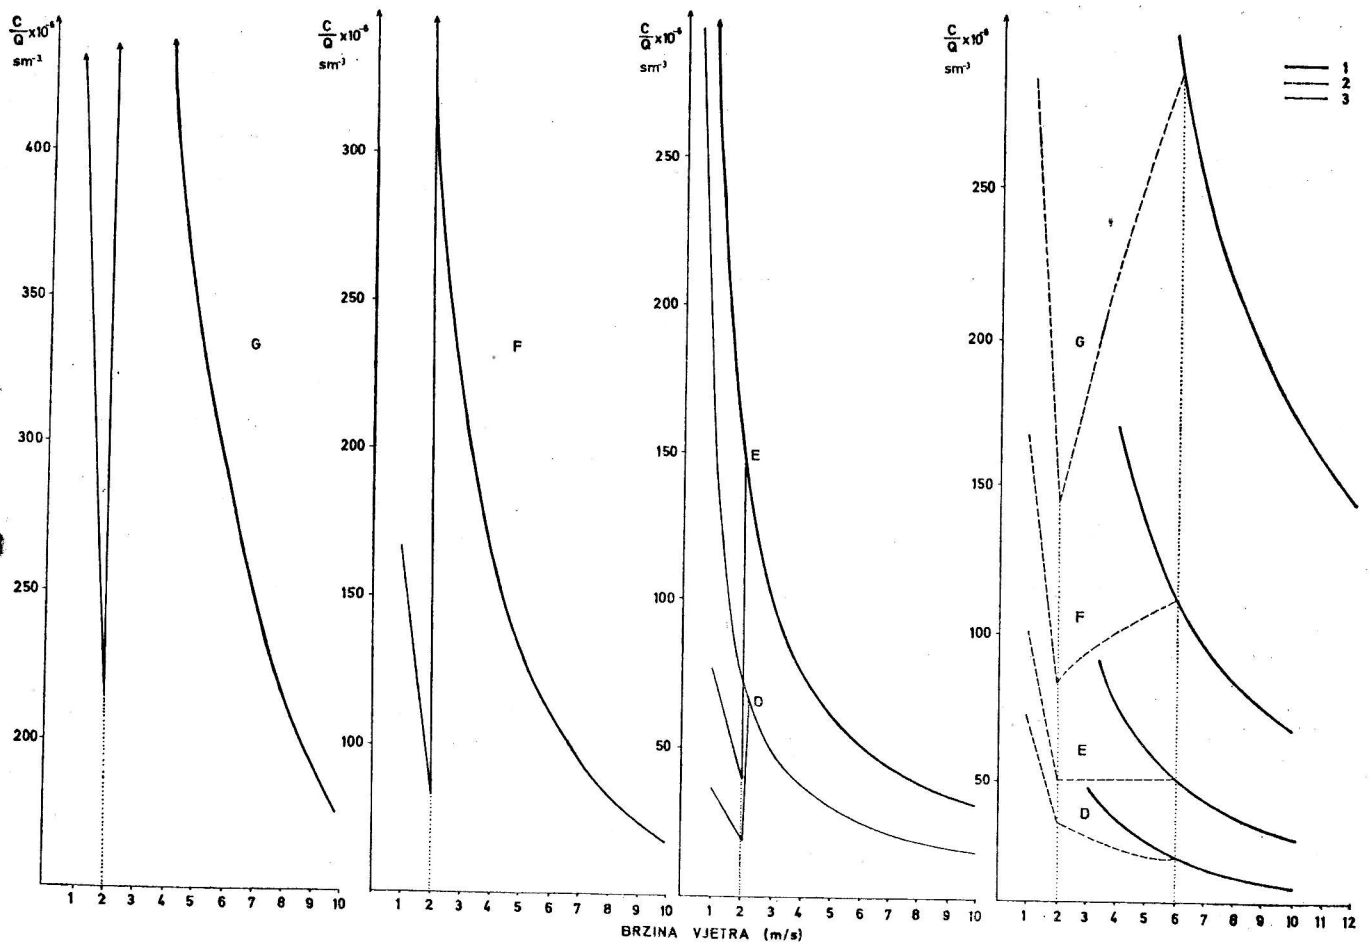 C/Q x10⁻⁶
sm⁻³
400
350
300
250
200
G
1 2 3 4 5 6 7 8 9 10
C/Q x10⁻⁶
sm⁻³
300
250
200
150
100
F
1 2 3 4 5 6 7 8 9 10
C/Q x10⁻⁶
sm⁻³
250
200
150
100
50
E
D
1 2 3 4 5 6 7 8 9 10
C/Q x10⁻⁶
sm⁻³
250
200
150
100
50
G
F
E
D
1
2
3
1 2 3 4 5 6 7 8 9 10 11 12
BRZINA VJETRA (m/s)